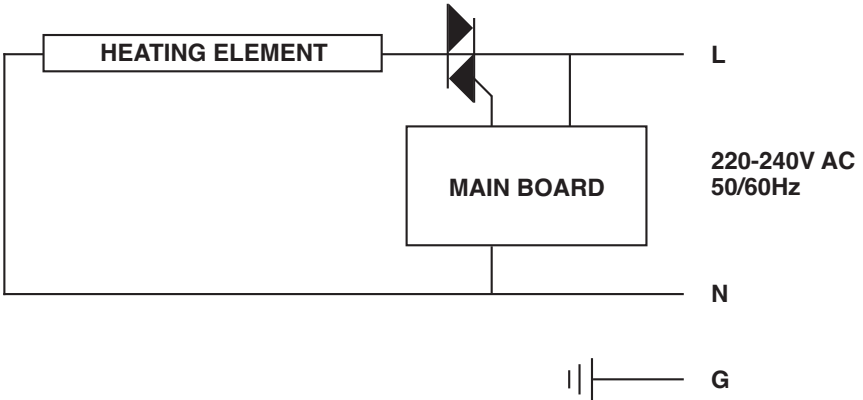 HEATING ELEMENT
L
MAIN BOARD
220-240V AC
50/60Hz
N
G